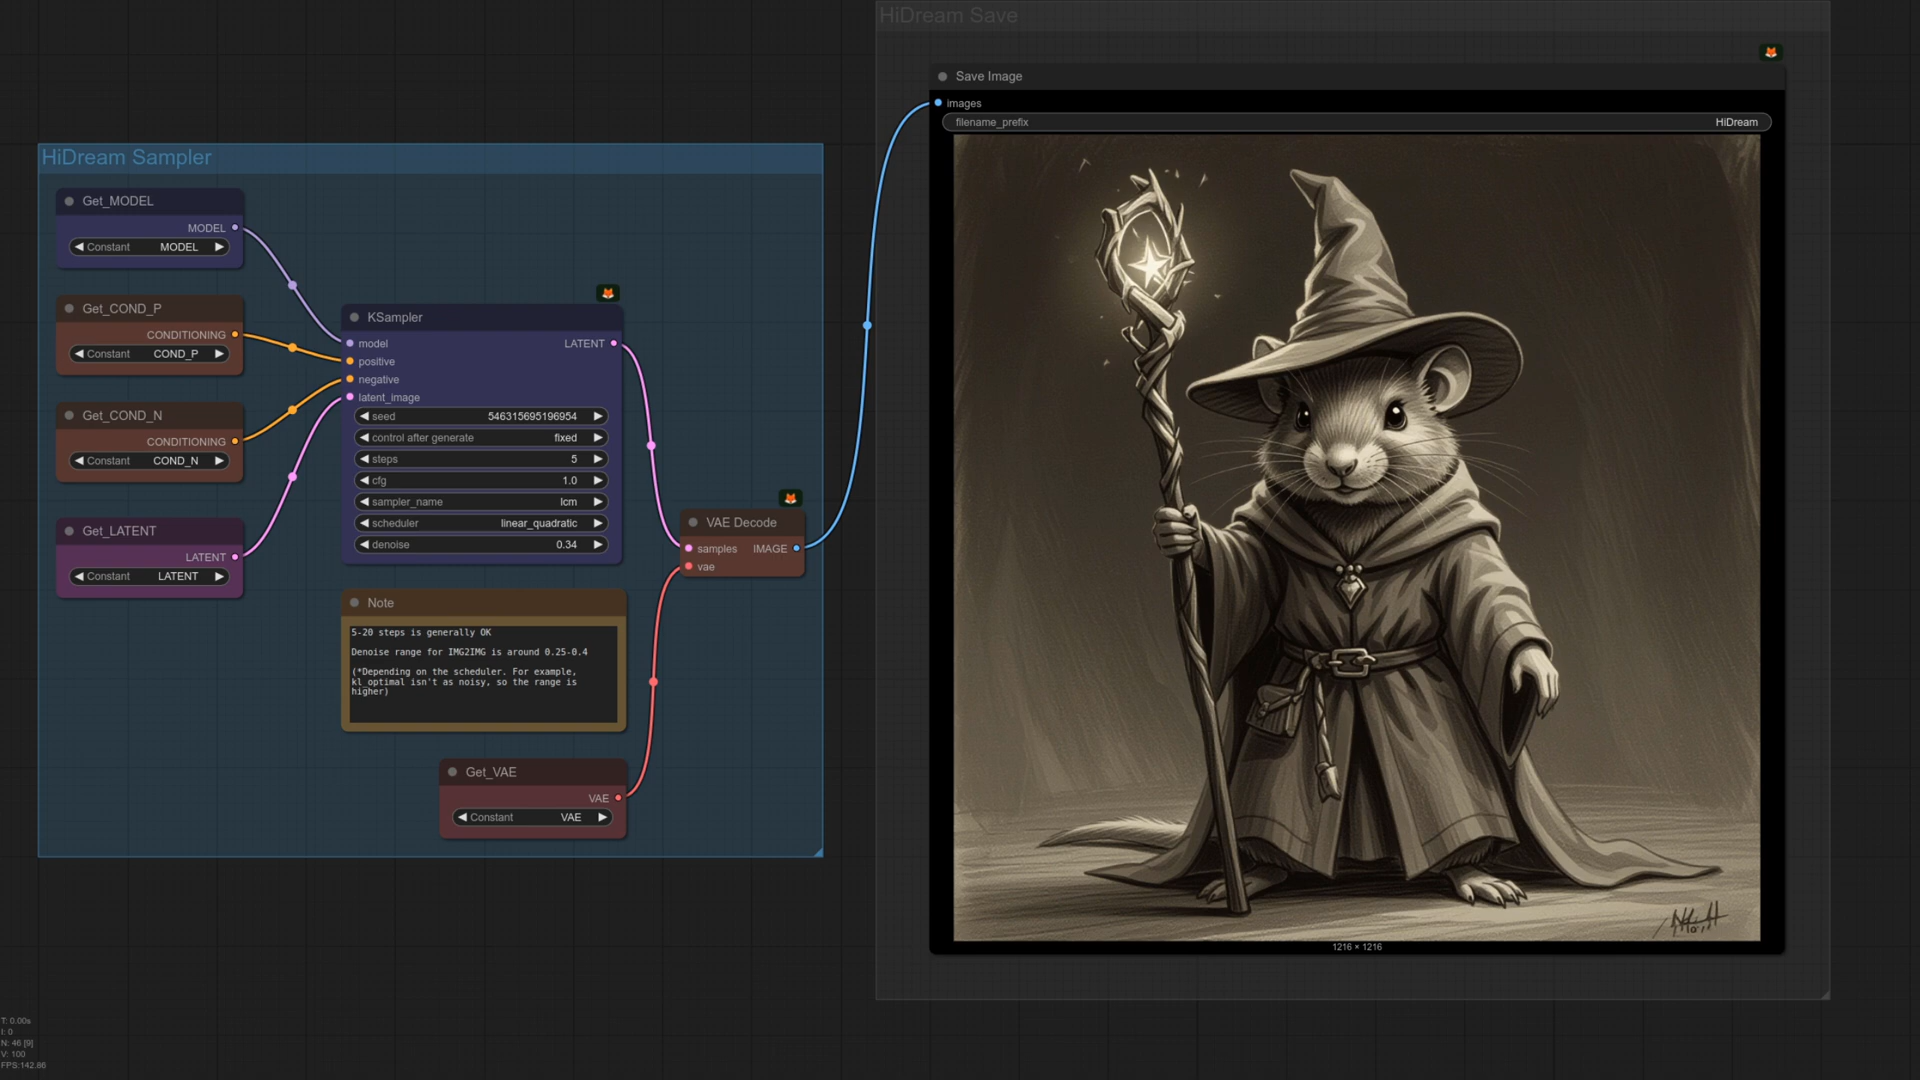 HiDream Save
Save Image
images
filename_prefix HiDream
1216 × 1216
HiDream Sampler
Get_MODEL
MODEL
Constant MODEL
Get_COND_P
CONDITIONING
Constant COND_P
Get_COND_N
CONDITIONING
Constant COND_N
Get_LATENT
LATENT
Constant LATENT
KSampler
model LATENT
positive
negative
latent_image
seed 546315695196954
control after generate fixed
steps 5
cfg 1.0
sampler_name lcm
scheduler linear_quadratic
denoise 0.34
Note
5-20 steps is generally OK
Denoise range for IMG2IMG is around 0.25-0.4
(*Depending on the scheduler. For example,
kl_optimal isn't as noisy, so the range is
higher)
Get_VAE
VAE
Constant VAE
VAE Decode
samples IMAGE
vae
T: 0.00s
I: 0
N: 46 [9]
V: 100
FPS:142.86